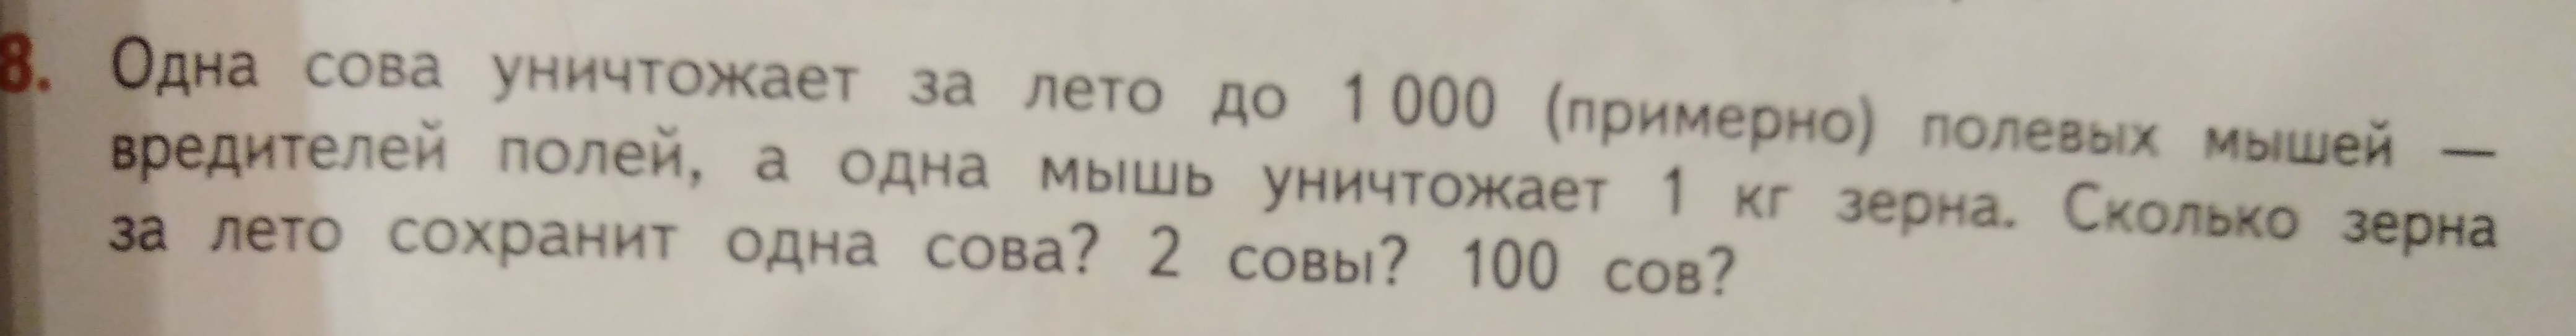 8. Одна сова уничтожает за лето до 1 000 (примерно) полевых мышей —
вредителей полей, а одна мышь уничтожает 1 кг зерна. Сколько зерна
за лето сохранит одна сова? 2 совы? 100 сов?